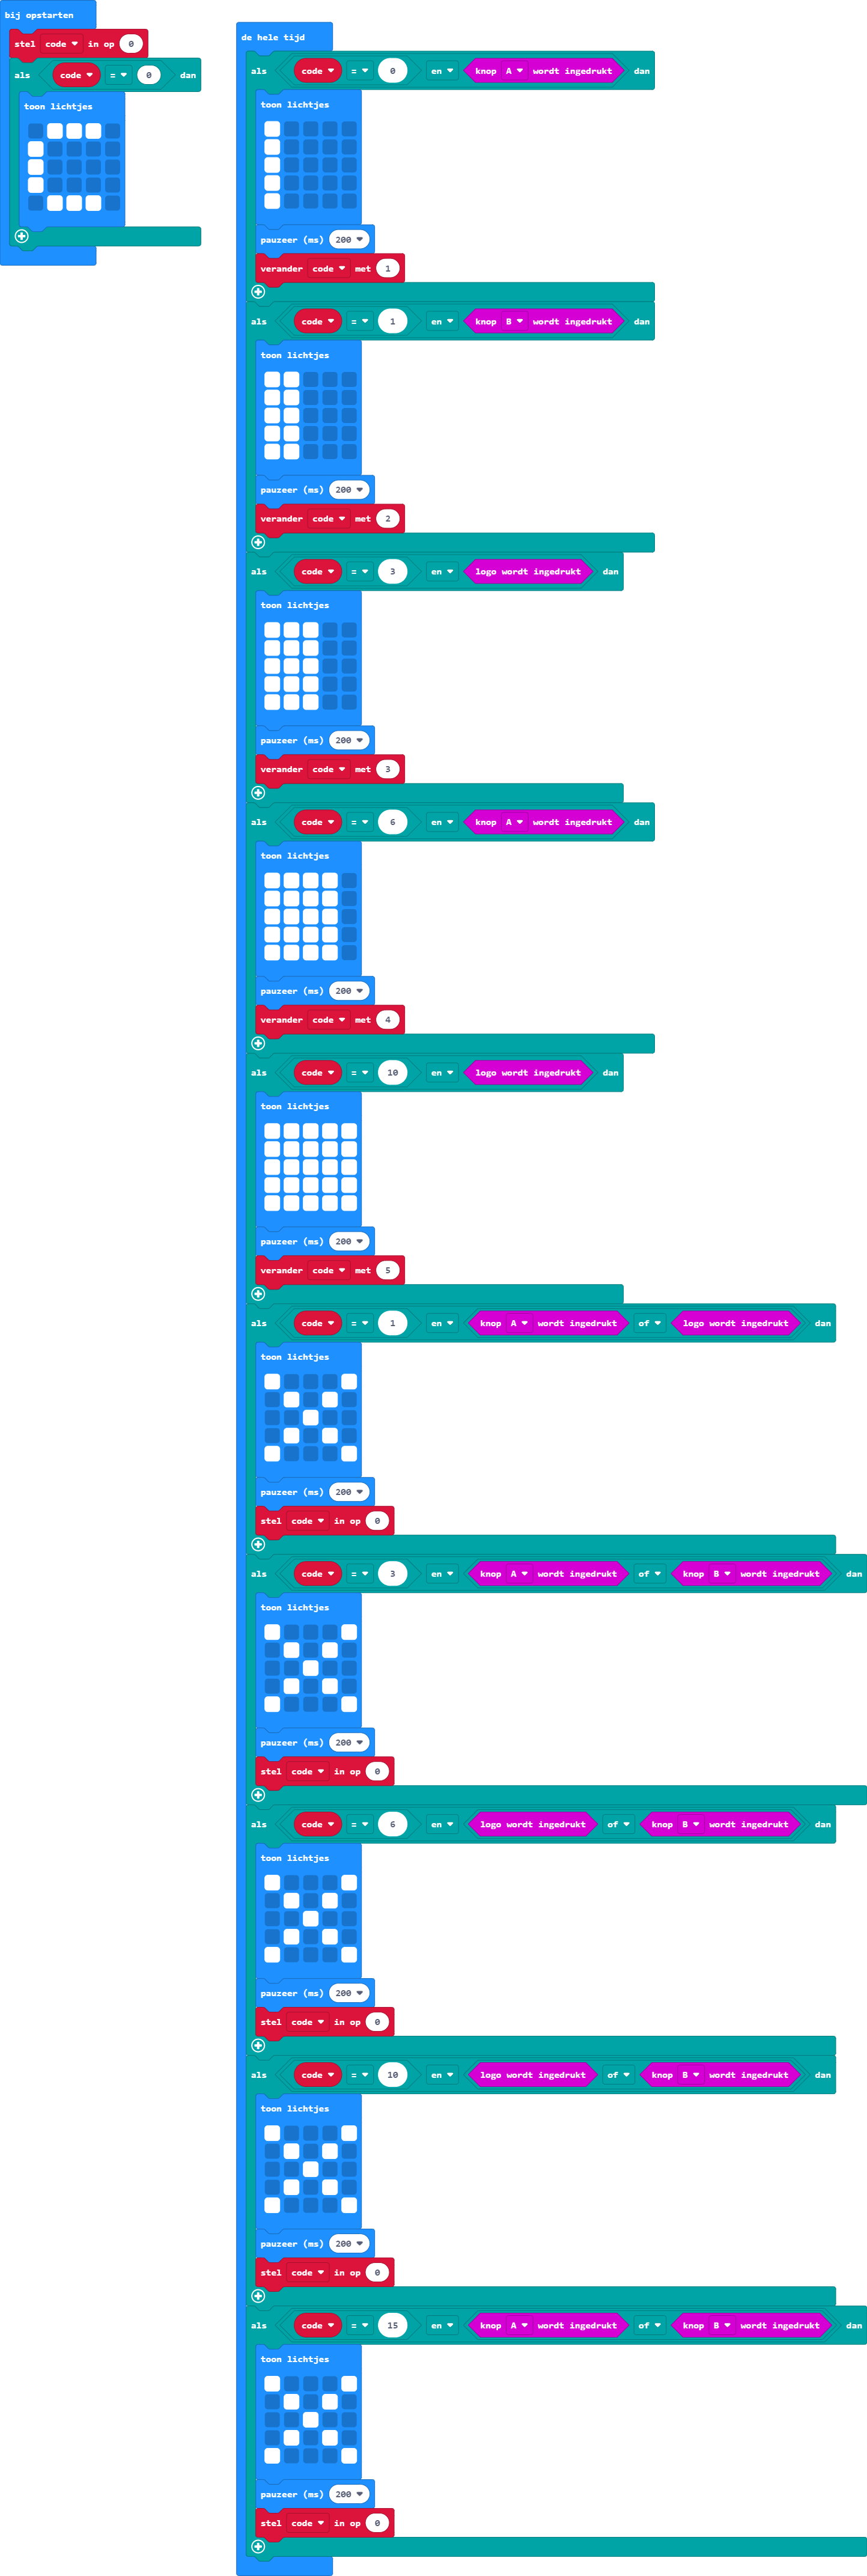 bij opstarten
stel code in op 0
als code = 0 dan
toon lichtjes
de hele tijd
als code = 0 en knop A wordt ingedrukt dan
toon lichtjes
pauzeer (ms) 200
verander code met 1
als code = 1 en knop B wordt ingedrukt dan
toon lichtjes
pauzeer (ms) 200
verander code met 2
als code = 3 en logo wordt ingedrukt dan
toon lichtjes
pauzeer (ms) 200
verander code met 3
als code = 6 en knop A wordt ingedrukt dan
toon lichtjes
pauzeer (ms) 200
verander code met 4
als code = 10 en logo wordt ingedrukt dan
toon lichtjes
pauzeer (ms) 200
verander code met 5
als code = 1 en knop A wordt ingedrukt of logo wordt ingedrukt dan
toon lichtjes
pauzeer (ms) 200
stel code in op 0
als code = 3 en knop A wordt ingedrukt of knop B wordt ingedrukt dan
toon lichtjes
pauzeer (ms) 200
stel code in op 0
als code = 6 en logo wordt ingedrukt of knop B wordt ingedrukt dan
toon lichtjes
pauzeer (ms) 200
stel code in op 0
als code = 10 en logo wordt ingedrukt of knop B wordt ingedrukt dan
toon lichtjes
pauzeer (ms) 200
stel code in op 0
als code = 15 en knop A wordt ingedrukt of knop B wordt ingedrukt dan
toon lichtjes
pauzeer (ms) 200
stel code in op 0